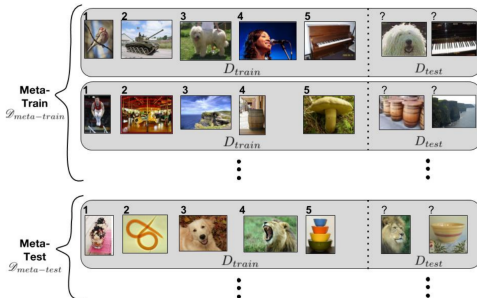 1 2 3 4 5 ? ?
D_train D_test
Meta-
Train
𝒟_meta−train
1 2 3 4 5 ? ?
D_train D_test
Meta-
Test
𝒟_meta−test
1 2 3 4 5 ? ?
D_train D_test